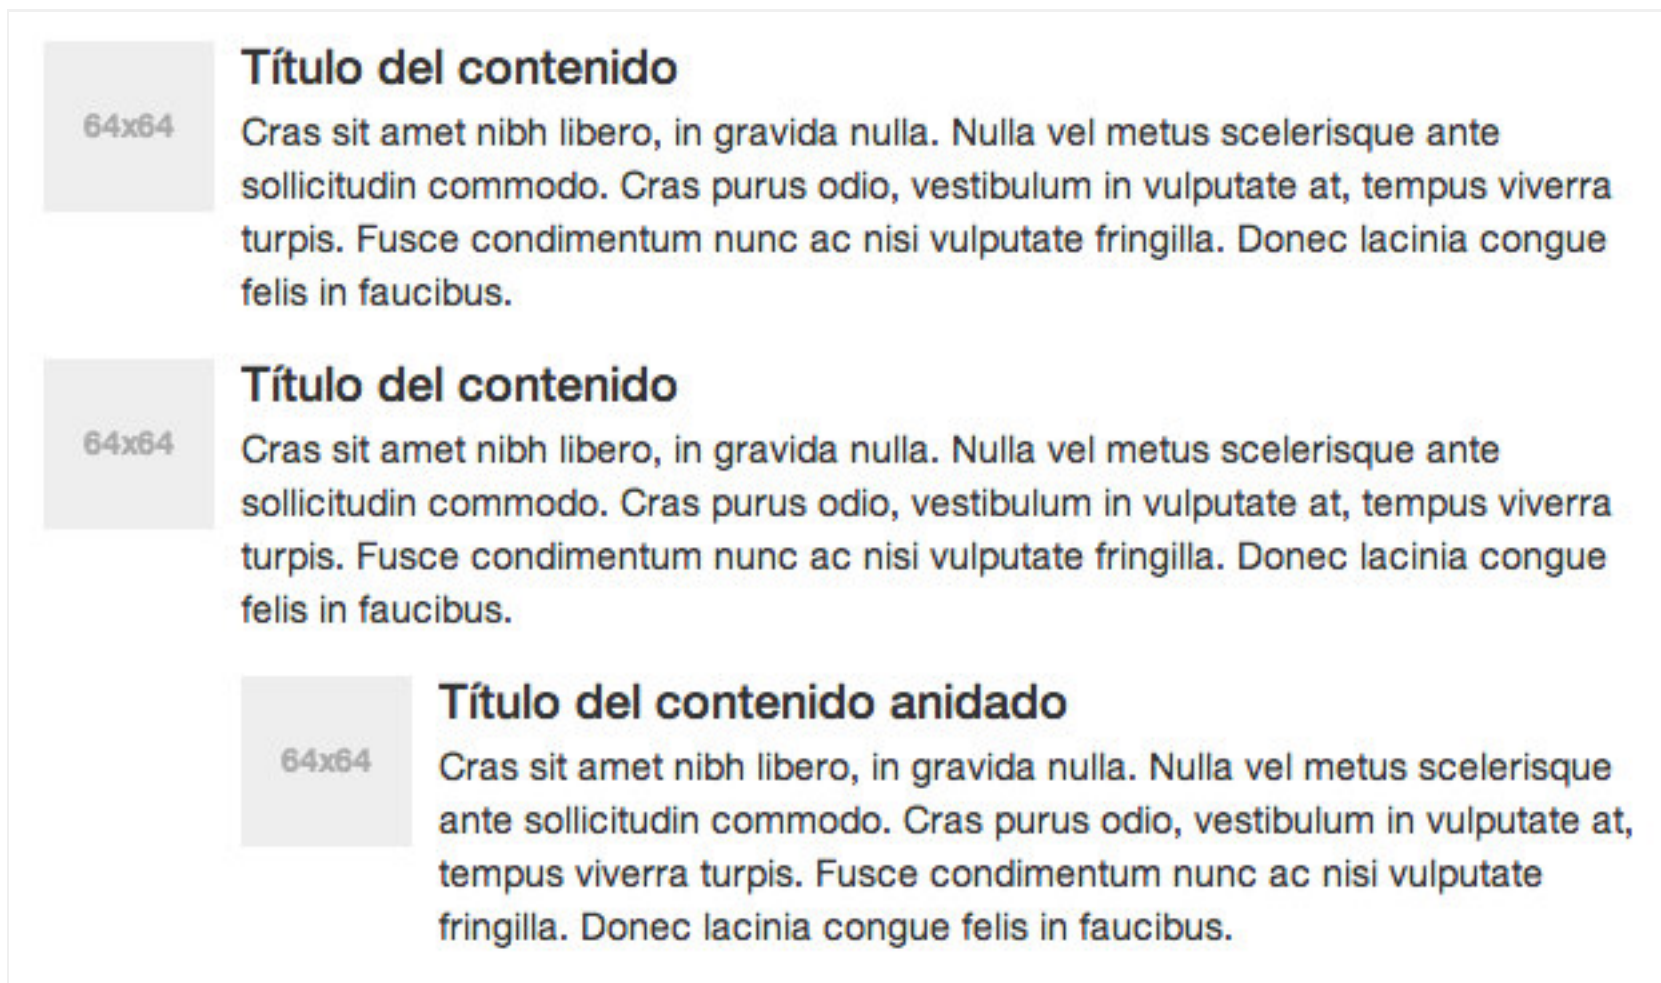 Título del contenido
64x64
Cras sit amet nibh libero, in gravida nulla. Nulla vel metus scelerisque ante
sollicitudin commodo. Cras purus odio, vestibulum in vulputate at, tempus viverra
turpis. Fusce condimentum nunc ac nisi vulputate fringilla. Donec lacinia congue
felis in faucibus.
Título del contenido
64x64
Cras sit amet nibh libero, in gravida nulla. Nulla vel metus scelerisque ante
sollicitudin commodo. Cras purus odio, vestibulum in vulputate at, tempus viverra
turpis. Fusce condimentum nunc ac nisi vulputate fringilla. Donec lacinia congue
felis in faucibus.
Título del contenido anidado
64x64
Cras sit amet nibh libero, in gravida nulla. Nulla vel metus scelerisque
ante sollicitudin commodo. Cras purus odio, vestibulum in vulputate at,
tempus viverra turpis. Fusce condimentum nunc ac nisi vulputate
fringilla. Donec lacinia congue felis in faucibus.